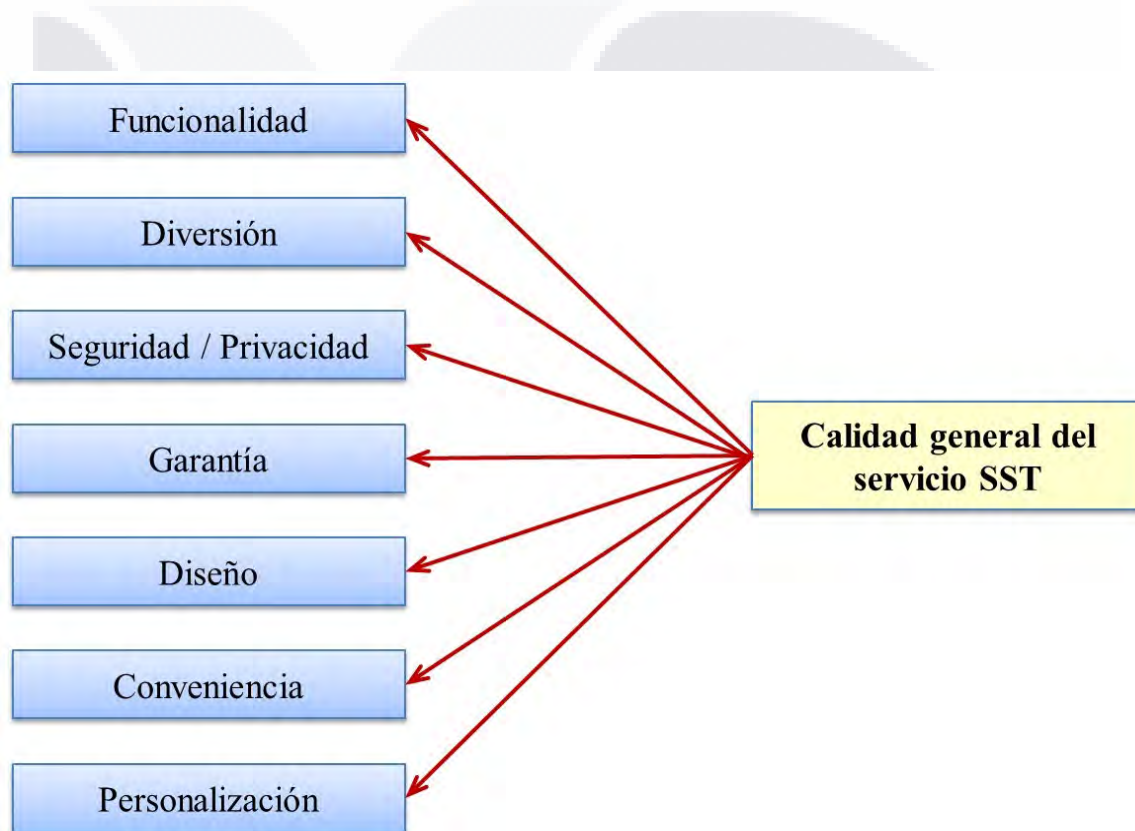 Funcionalidad
Diversión
Seguridad / Privacidad
Garantía
Diseño
Conveniencia
Personalización
Calidad general del
servicio SST